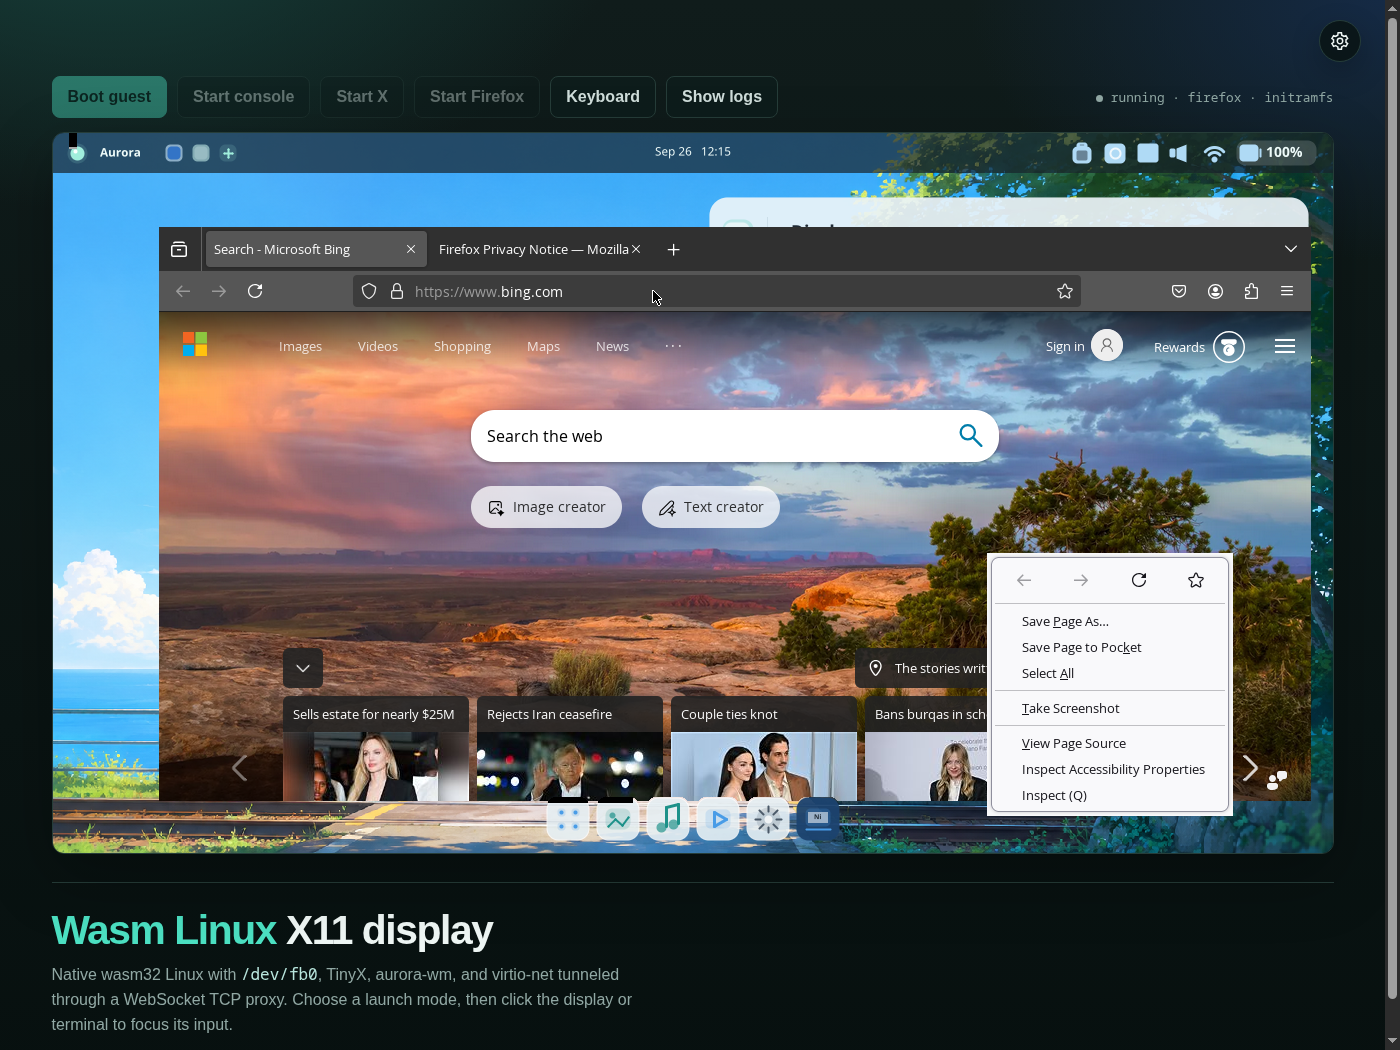 Boot guest
Start console
Start X
Start Firefox
Keyboard
Show logs
running · firefox · initramfs
Aurora
Sep 26 12:15
100%
Search - Microsoft Bing
Firefox Privacy Notice — Mozilla
https://www.bing.com
Images
Videos
Shopping
Maps
News
Sign in
Rewards
Search the web
Image creator
Text creator
Save Page As...
Save Page to Pocket
Select All
Take Screenshot
View Page Source
Inspect Accessibility Properties
Inspect (Q)
The stories
Sells estate for nearly $25M
Rejects Iran ceasefire
Couple ties knot
Bans burqas in
Ni
Wasm Linux X11 display
Native wasm32 Linux with /dev/fb0, TinyX, aurora-wm, and virtio-net tunneled
through a WebSocket TCP proxy. Choose a launch mode, then click the display or
terminal to focus its input.